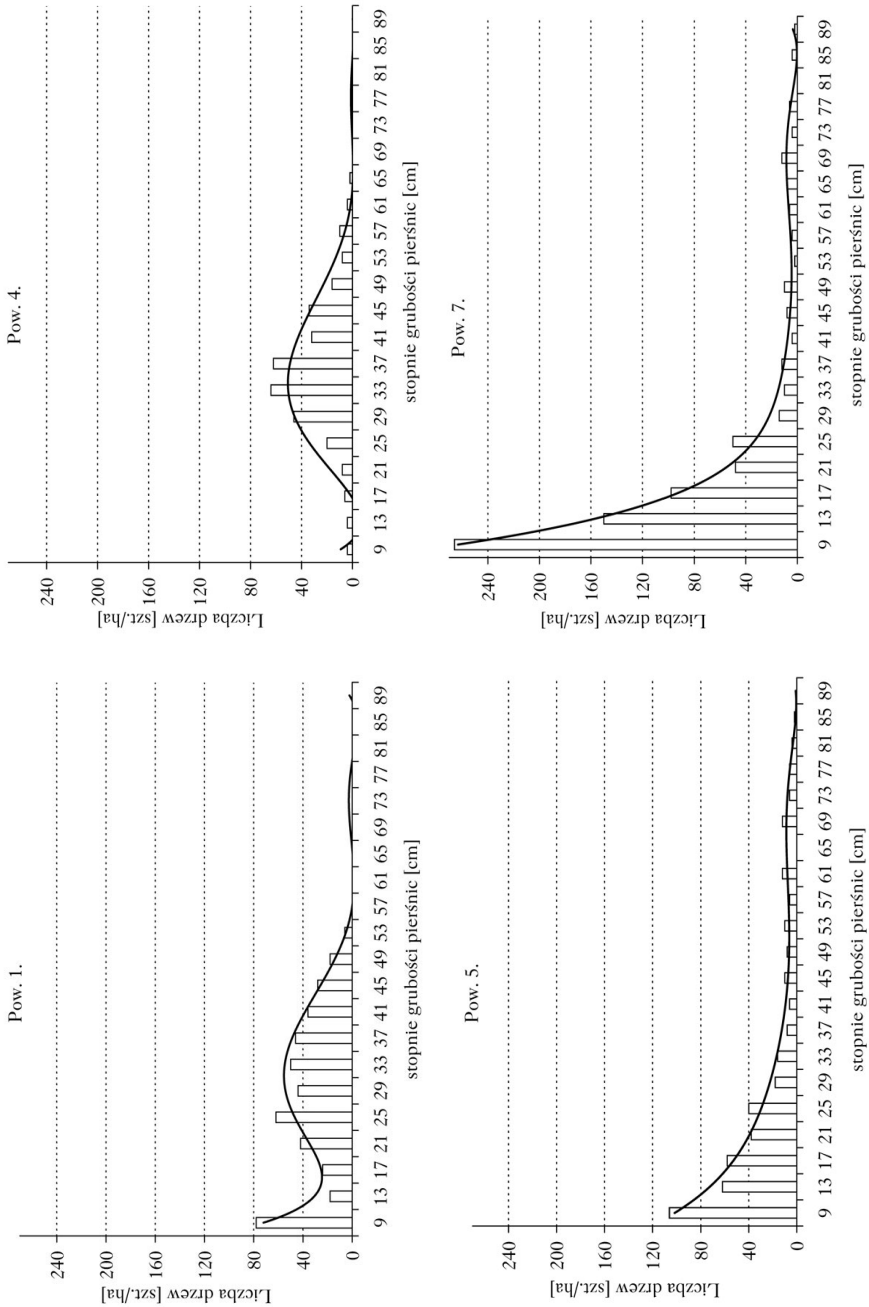 Pow. 1.
Liczba drzew [szt./ha]
240
200
160
120
80
40
0
9 13 17 21 25 29 33 37 41 45 49 53 57 61 65 69 73 77 81 85 89
stopnie grubości pierśnic [cm]
Pow. 4.
Liczba drzew [szt./ha]
240
200
160
120
80
40
0
9 13 17 21 25 29 33 37 41 45 49 53 57 61 65 69 73 77 81 85 89
stopnie grubości pierśnic [cm]
Pow. 5.
Liczba drzew [szt./ha]
240
200
160
120
80
40
0
9 13 17 21 25 29 33 37 41 45 49 53 57 61 65 69 73 77 81 85 89
stopnie grubości pierśnic [cm]
Pow. 7.
Liczba drzew [szt./ha]
240
200
160
120
80
40
0
9 13 17 21 25 29 33 37 41 45 49 53 57 61 65 69 73 77 81 85 89
stopnie grubości pierśnic [cm]